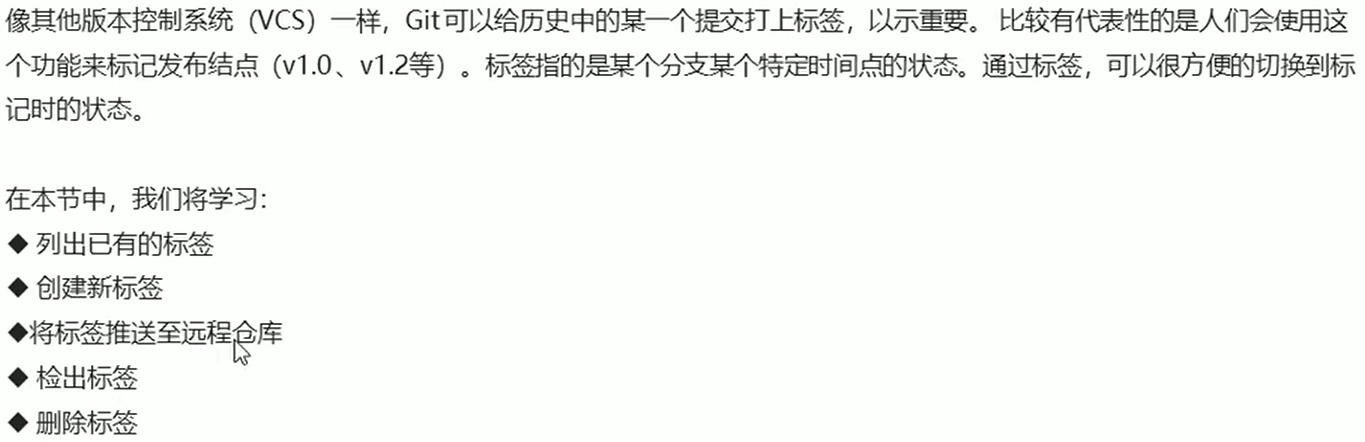 像其他版本控制系统（VCS）一样，Git可以给历史中的某一个提交打上标签，以示重要。 比较有代表性的是人们会使用这
个功能来标记发布结点（v1.0、v1.2等）。标签指的是某个分支某个特定时间点的状态。通过标签，可以很方便的切换到标
记时的状态。
在本节中，我们将学习：
◆ 列出已有的标签
◆ 创建新标签
◆将标签推送至远程仓库
◆ 检出标签
◆ 删除标签